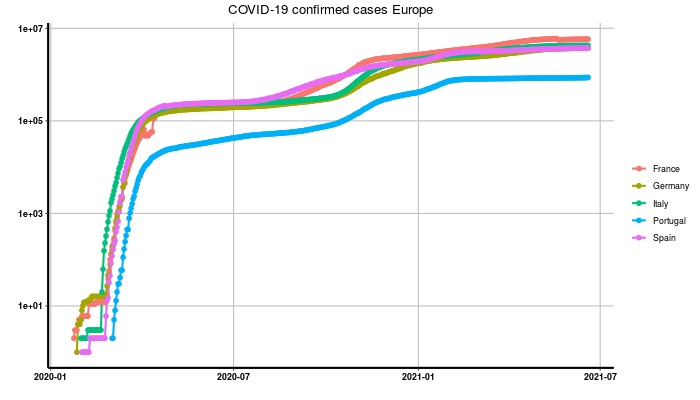 COVID-19 confirmed cases Europe
1e+07
1e+05
1e+03
1e+01
2020-01
2020-07
2021-01
2021-07
France
Germany
Italy
Portugal
Spain